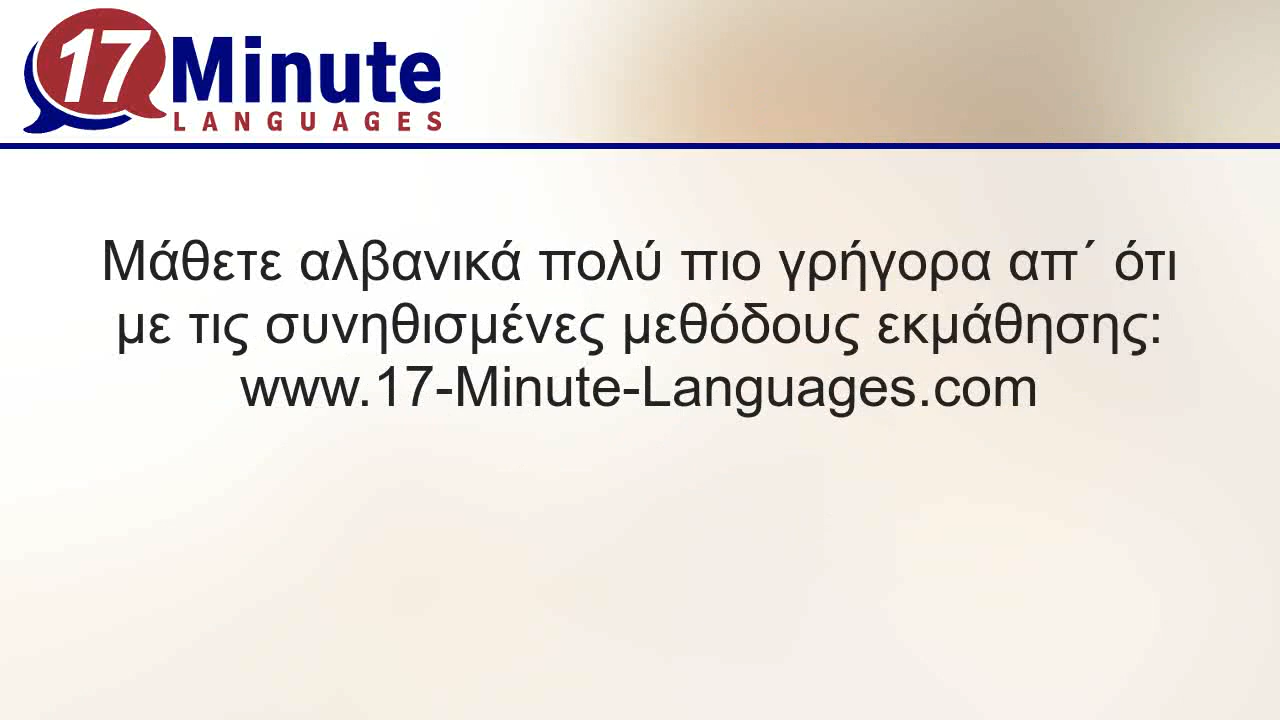 17 Minute
LANGUAGES
Μάθετε αλβανικά πολύ πιο γρήγορα απ΄ ότι
με τις συνηθισμένες μεθόδους εκμάθησης:
www.17-Minute-Languages.com